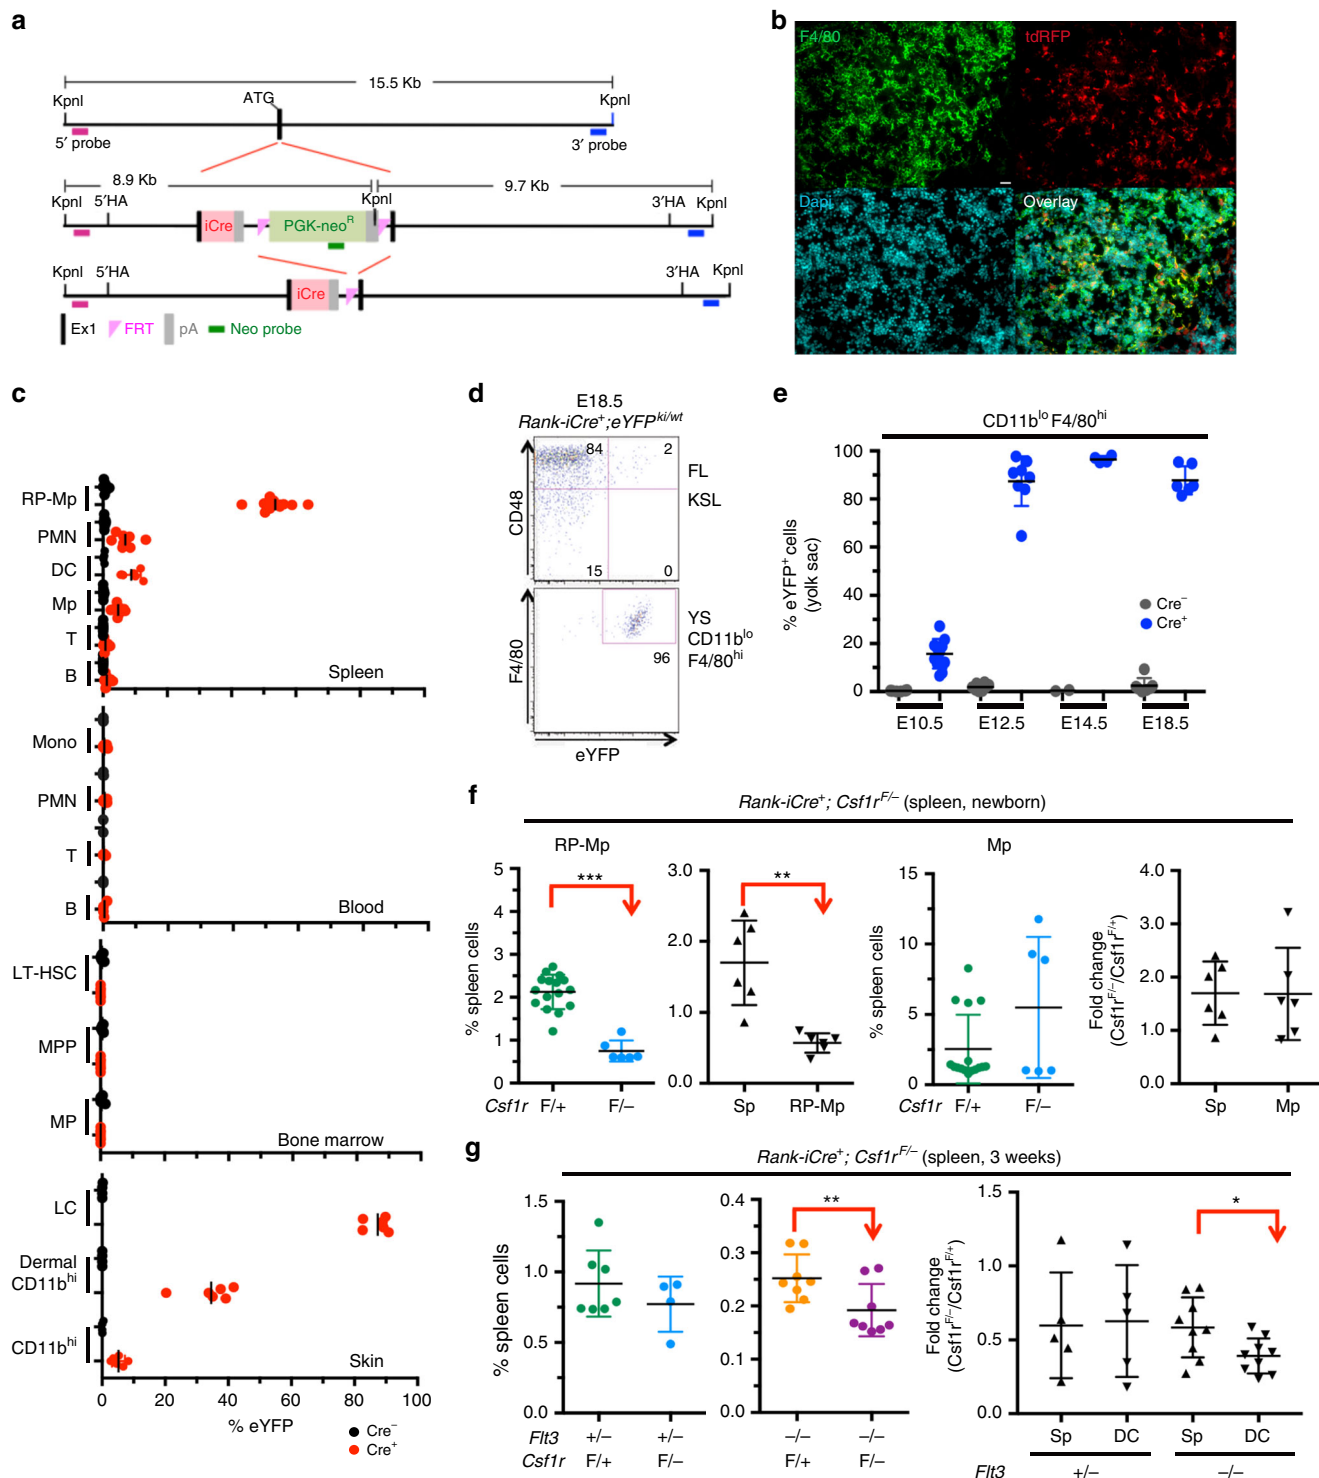 a
15.5 Kb
KpnI
ATG
KpnI
5′ probe
3′ probe
8.9 Kb
9.7 Kb
KpnI
5′HA
KpnI
3′HA
KpnI
iCre
PGK-neoR
KpnI
5′HA
3′HA
KpnI
iCre
Ex1
FRT
pA
Neo probe
b
F4/80
tdRFP
Dapi
Overlay
c
RP-Mp
PMN
DC
Mp
T
B
Spleen
Mono
PMN
T
B
Blood
LT-HSC
MPP
MP
Bone marrow
LC
Dermal
CD11bhi
CD11bhi
Skin
0 20 40 60 80 100
% eYFP
Cre−
Cre+
d
E18.5
Rank-iCre+;eYFPki/wt
84
2
15
0
CD48
FL
KSL
96
F4/80
YS
CD11blo
F4/80hi
eYFP
e
CD11blo F4/80hi
100
80
60
40
20
0
% eYFP+ cells
(yolk sac)
Cre−
Cre+
E10.5 E12.5 E14.5 E18.5
f
Rank-iCre+; Csf1rF/− (spleen, newborn)
RP-Mp
Mp
% spleen cells
5
4
3
2
1
0
***
Csf1r F/+ F/−
3.0
2.0
1.0
0.0
**
Sp RP-Mp
% spleen cells
15
10
5
0
Csf1r F/+ F/−
Fold change
(Csf1rF/−/Csf1rF/+)
4.0
3.0
2.0
1.0
0.0
Sp Mp
g
Rank-iCre+; Csf1rF/− (spleen, 3 weeks)
% spleen cells
1.5
1.0
0.5
0.0
0.4
0.3
0.2
0.1
0.0
**
Flt3 +/− +/− −/− −/−
Csf1r F/+ F/− F/+ F/−
Fold change
(Csf1rF/−/Csf1rF/+)
1.5
1.0
0.5
0.0
*
Sp DC Sp DC
Flt3 +/− −/−